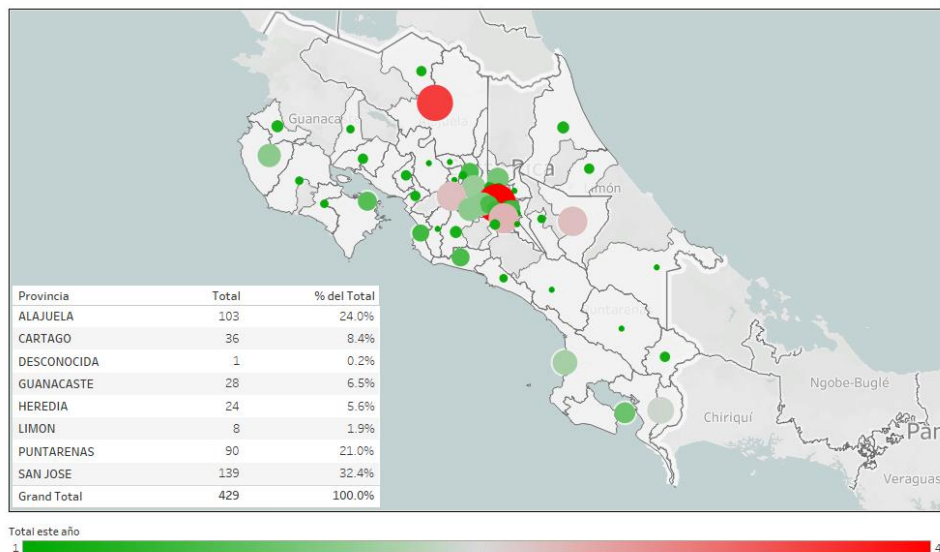 Guanacaste
Limón
Provincia Total % del Total
ALAJUELA 103 24.0%
CARTAGO 36 8.4%
DESCONOCIDA 1 0.2%
GUANACASTE 28 6.5%
HEREDIA 24 5.6%
LIMON 8 1.9%
PUNTARENAS 90 21.0%
SAN JOSE 139 32.4%
Grand Total 429 100.0%
Ngobe-Buglé
Chiriquí
Veraguas
Total este año
1 4